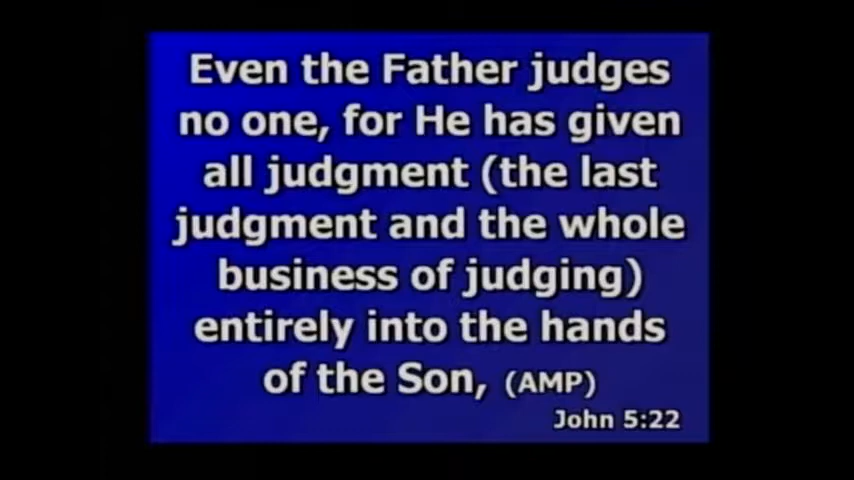 Even the Father judges
no one, for He has given
all judgment (the last
judgment and the whole
business of judging)
entirely into the hands
of the Son, (AMP)
John 5:22